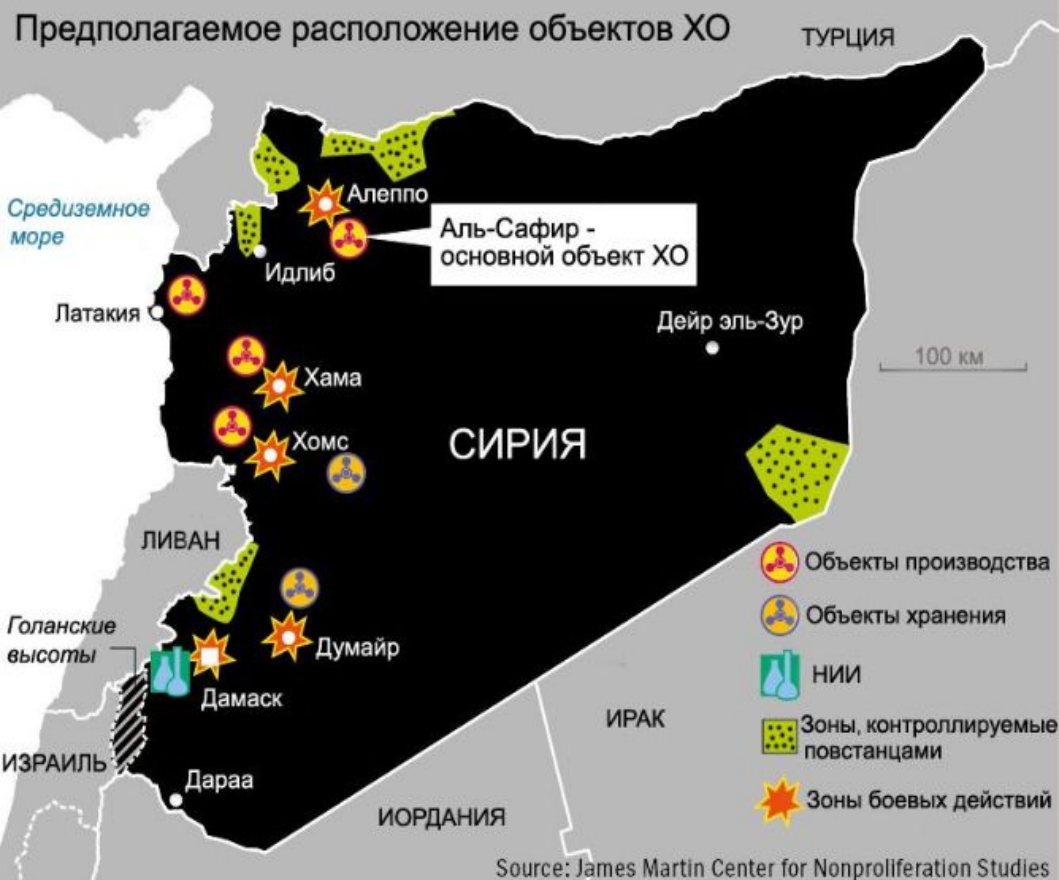 Предполагаемое расположение объектов ХО
ТУРЦИЯ
Средиземное
море
Алеппо
Аль-Сафир -
основной объект ХО
Идлиб
Латакия
Дейр эль-Зур
100 км
Хама
Хомс
СИРИЯ
ЛИВАН
Объекты производства
Объекты хранения
Голанские
высоты
Думайр
НИИ
Дамаск
ИРАК
Зоны, контроллируемые
повстанцами
ИЗРАИЛЬ
Дараа
ИОРДАНИЯ
Зоны боевых действий
Source: James Martin Center for Nonproliferation Studies